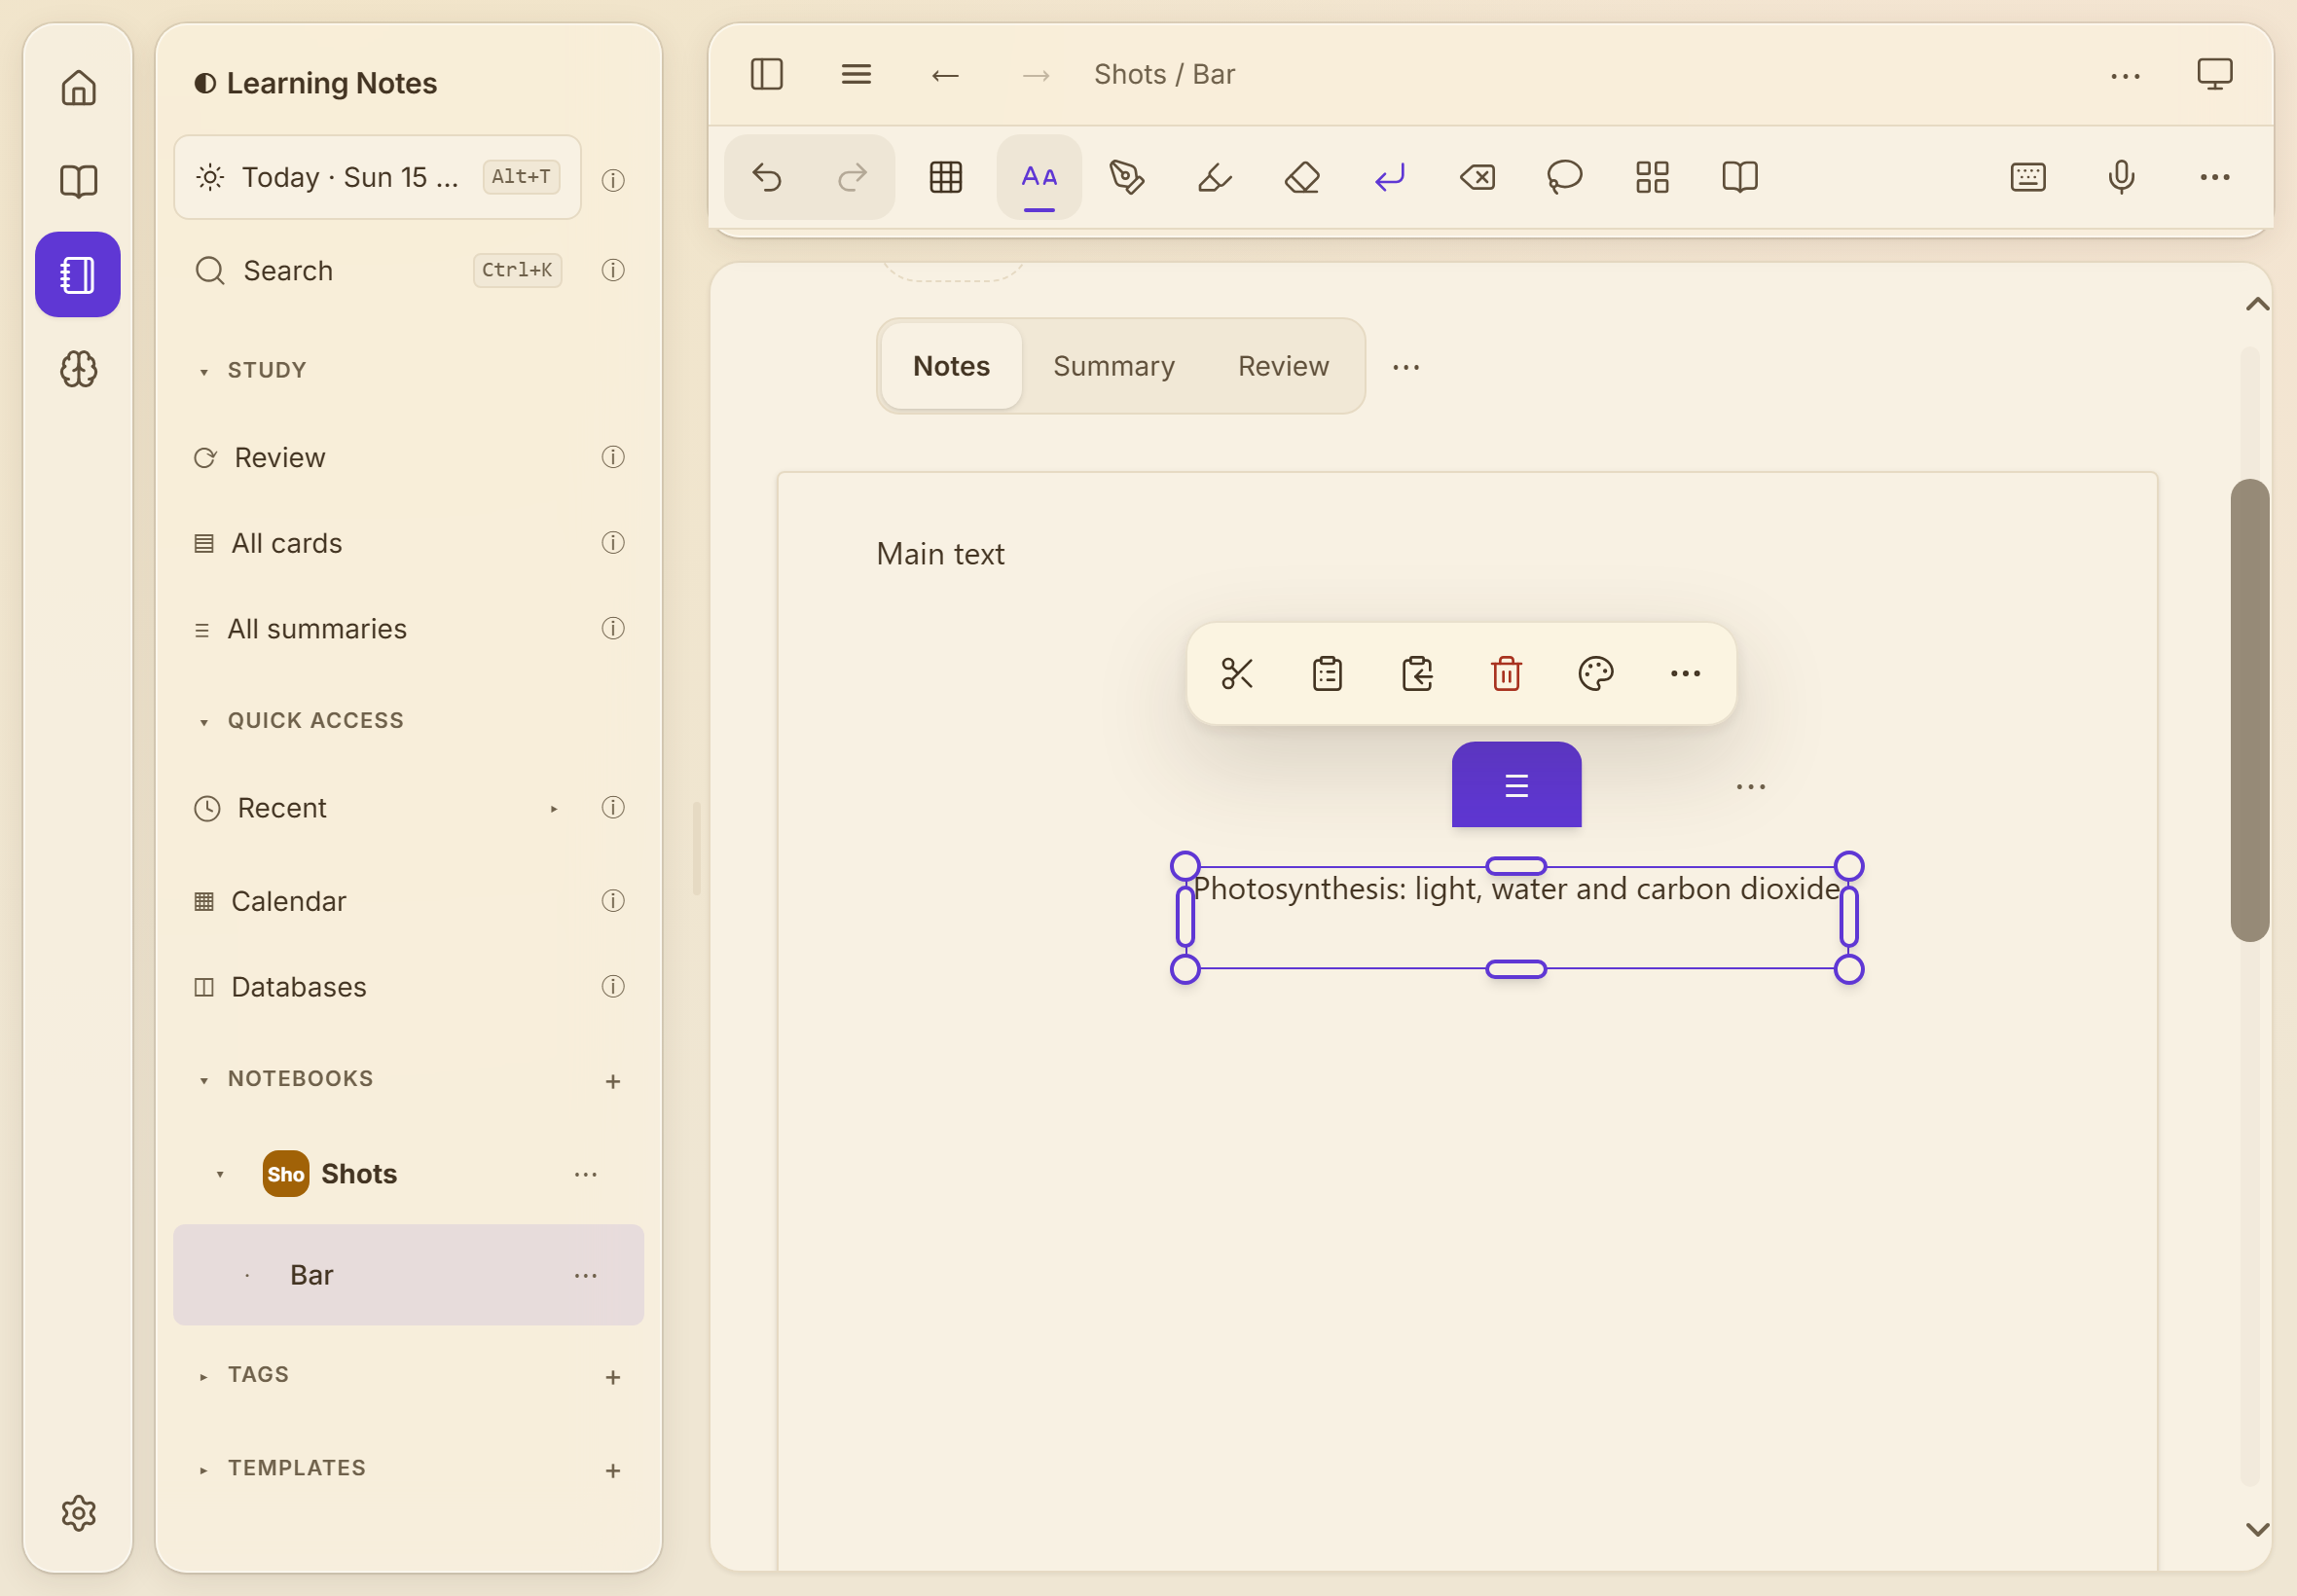 Learning Notes
Today · Sun 15 ... Alt+T
Search Ctrl+K
STUDY
Review
All cards
All summaries
QUICK ACCESS
Recent
Calendar
Databases
NOTEBOOKS
Sho Shots
Bar
TAGS
TEMPLATES
Shots / Bar
Notes Summary Review
Main text
Photosynthesis: light, water and carbon dioxide